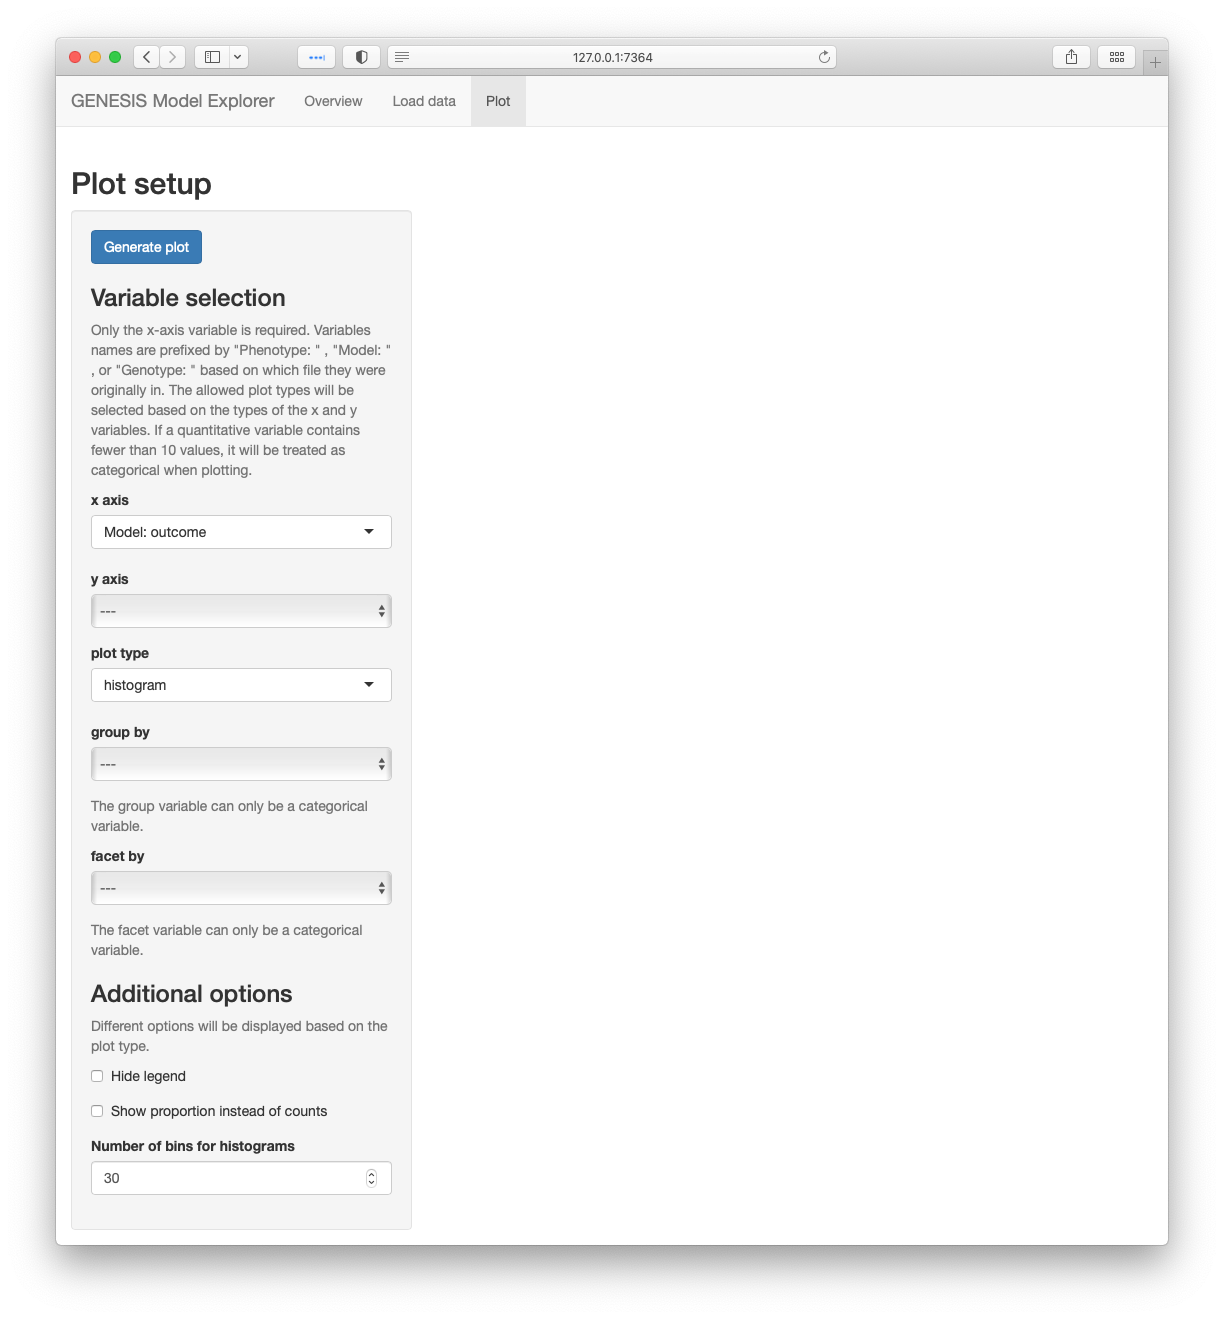 127.0.0.1:7364
GENESIS Model Explorer Overview Load data Plot
Plot setup
Generate plot
Variable selection
Only the x-axis variable is required. Variables
names are prefixed by "Phenotype: " , "Model: "
, or "Genotype: " based on which file they were
originally in. The allowed plot types will be
selected based on the types of the x and y
variables. If a quantitative variable contains
fewer than 10 values, it will be treated as
categorical when plotting.
x axis
Model: outcome
y axis
---
plot type
histogram
group by
---
The group variable can only be a categorical
variable.
facet by
---
The facet variable can only be a categorical
variable.
Additional options
Different options will be displayed based on the
plot type.
Hide legend
Show proportion instead of counts
Number of bins for histograms
30